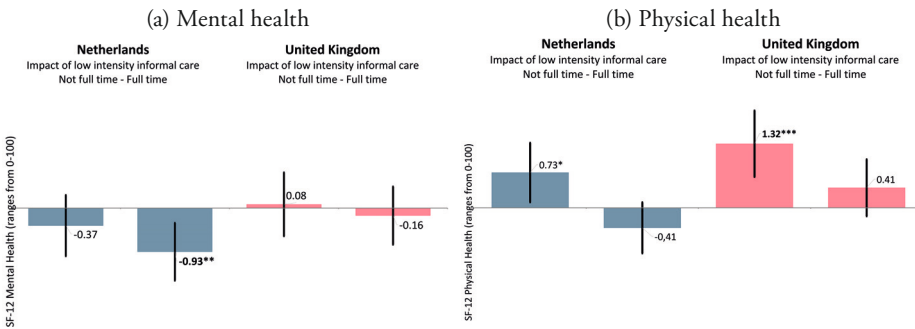 (a) Mental health
Netherlands
Impact of low intensity informal care
Not full time - Full time
United Kingdom
Impact of low intensity informal care
Not full time - Full time
SF-12 Mental Health (ranges from 0-100)
-0.37
-0.93**
0.08
-0.16
(b) Physical health
Netherlands
Impact of low intensity informal care
Not full time - Full time
United Kingdom
Impact of low intensity informal care
Not full time - Full time
SF-12 Physical Health (ranges from 0-100)
0.73*
-0,41
1.32***
0.41